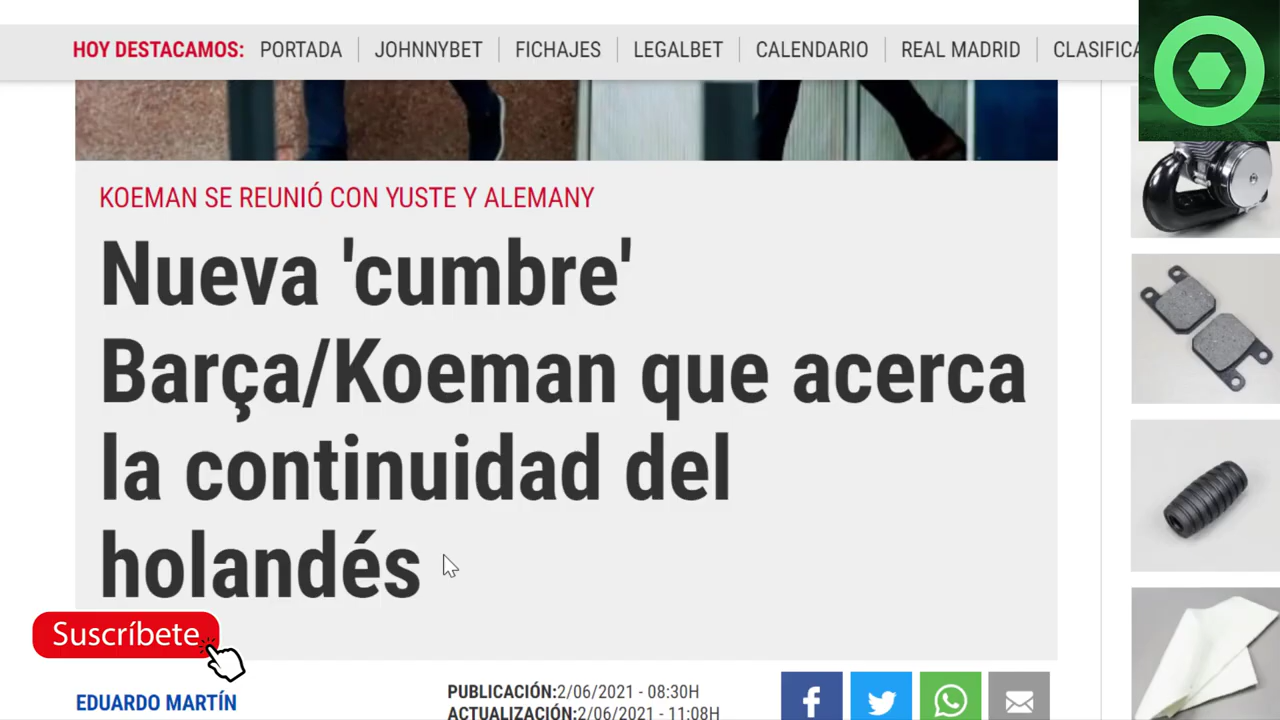 HOY DESTACAMOS: PORTADA JOHNNYBET FICHAJES LEGALBET CALENDARIO REAL MADRID CLASIFICA
KOEMAN SE REUNIÓ CON YUSTE Y ALEMANY
Nueva 'cumbre'
Barça/Koeman que acerca
la continuidad del
holandés
Suscríbete
EDUARDO MARTÍN
PUBLICACIÓN:2/06/2021 - 08:30H
ACTUALIZACIÓN:2/06/2021 - 11:08H